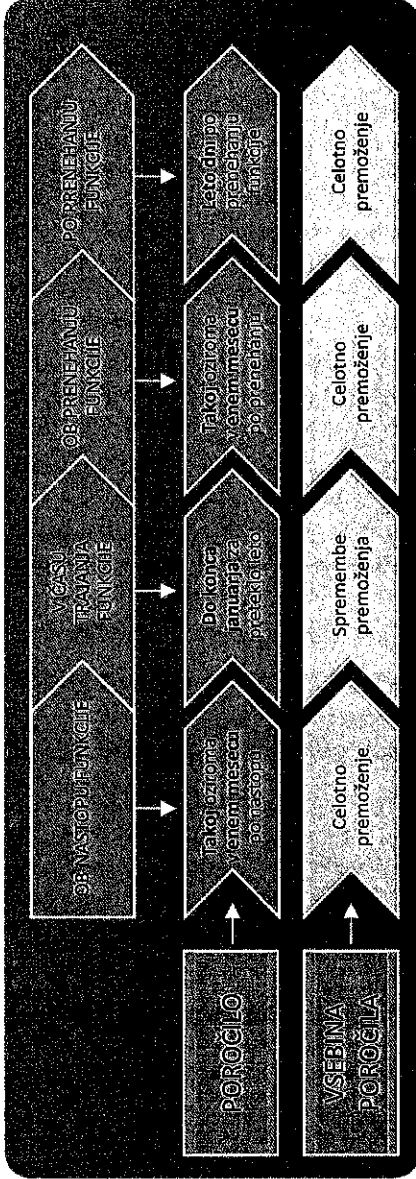 OB NASTOPU FUNKCIJE
V ČASU
TRAJANJA
FUNKCIJE
OB PRENEHANJU
FUNKCIJE
PO PRENEHANJU
FUNKCIJE
POROČILO
Takoj oziroma
v enem mesecu
po nastopu
Do konca
januarja za
preteklo leto
Takoj oziroma
v enem mesecu
po prenehanju
Leto dni po
prenehanju
funkcije
VSEBINA
POROČILA
Celotno
premoženje
Spremembe
premoženja
Celotno
premoženje
Celotno
premoženje